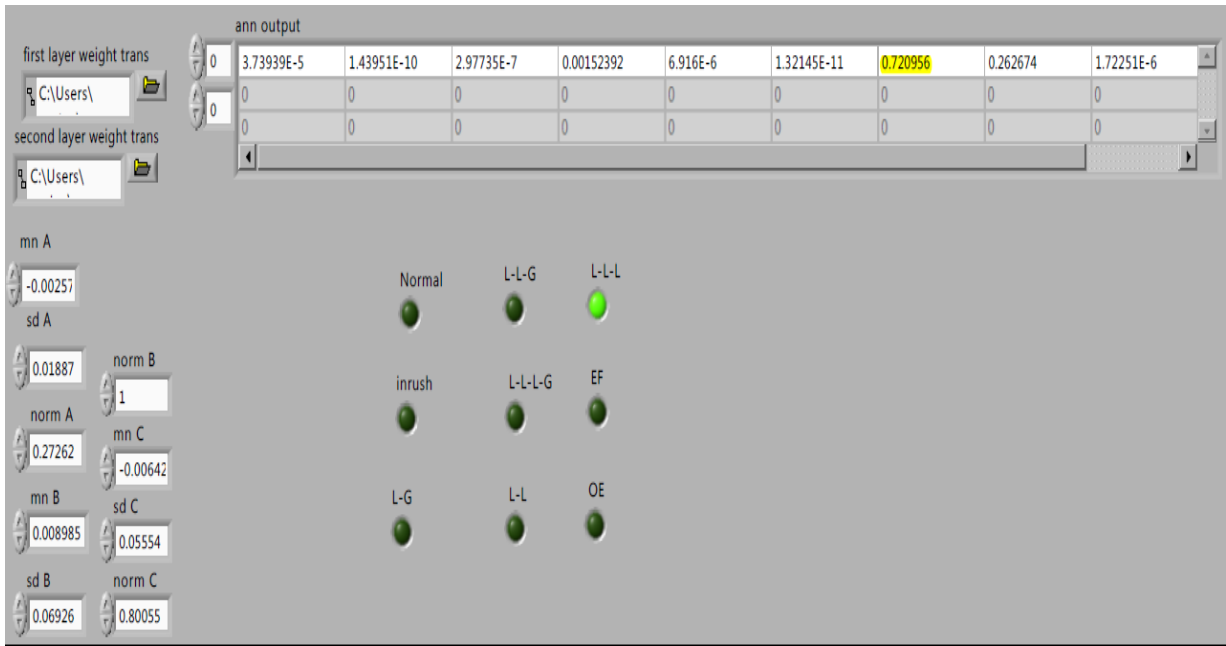 ann output
first layer weight trans
0 3.73939E-5 1.43951E-10 2.97735E-7 0.00152392 6.916E-6 1.32145E-11 0.720956 0.262674 1.72251E-6
C:\Users\
0 0 0 0 0 0 0 0 0
0
0 0 0 0 0 0 0 0 0
second layer weight trans
C:\Users\
mn A
-0.00257
sd A
0.01887
norm A
0.27262
mn B
0.008985
sd B
0.06926
norm B
1
mn C
-0.00642
sd C
0.05554
norm C
0.80055
Normal L-L-G L-L-L
inrush L-L-L-G EF
L-G L-L OE